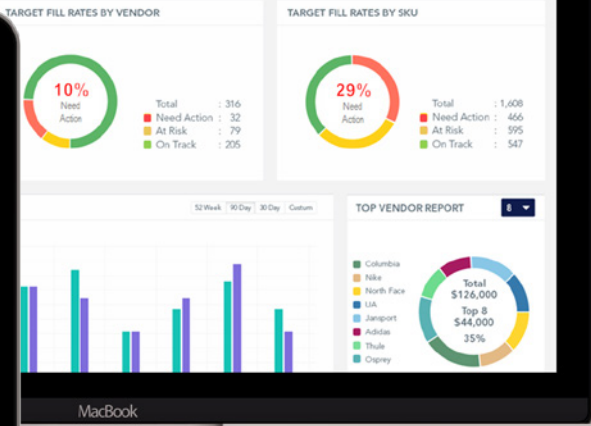 TARGET FILL RATES BY VENDOR
10%
Need
Action
Total : 316
Need Action : 32
At Risk : 79
On Track : 205
TARGET FILL RATES BY SKU
29%
Need
Action
Total : 1,608
Need Action : 466
At Risk : 595
On Track : 547
52 Week 90 Day 30 Day Custum
TOP VENDOR REPORT 8
Columbia
Nike
North Face
UA
Jansport
Adidas
Thule
Osprey
Total
$126,000
Top 8
$44,000
35%
MacBook